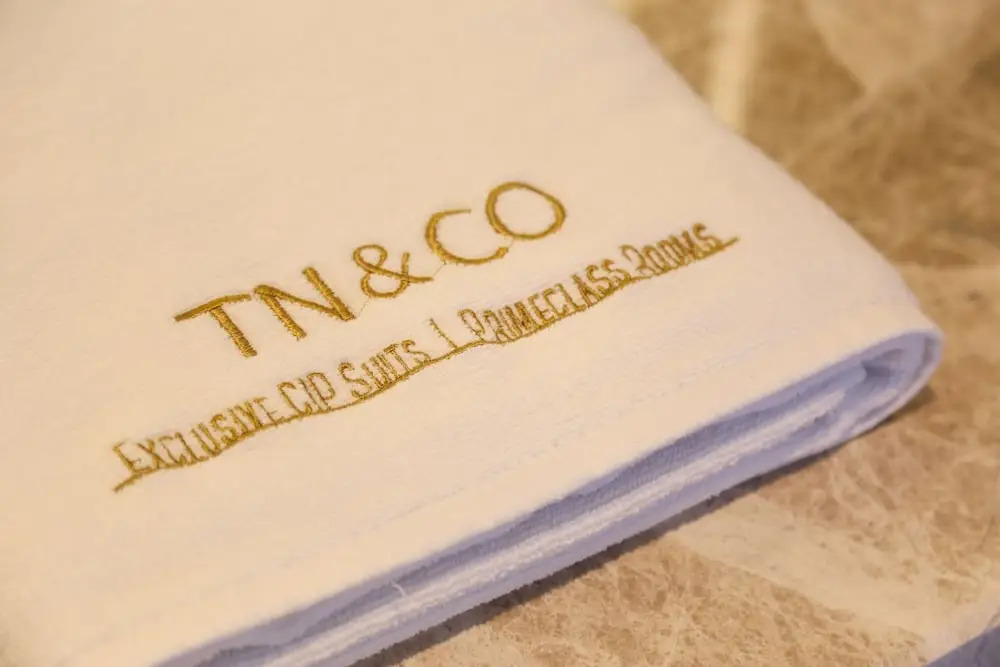 TN&CO
EXCLUSIVE CIP SUITS | PRIMECLASS ROOMS